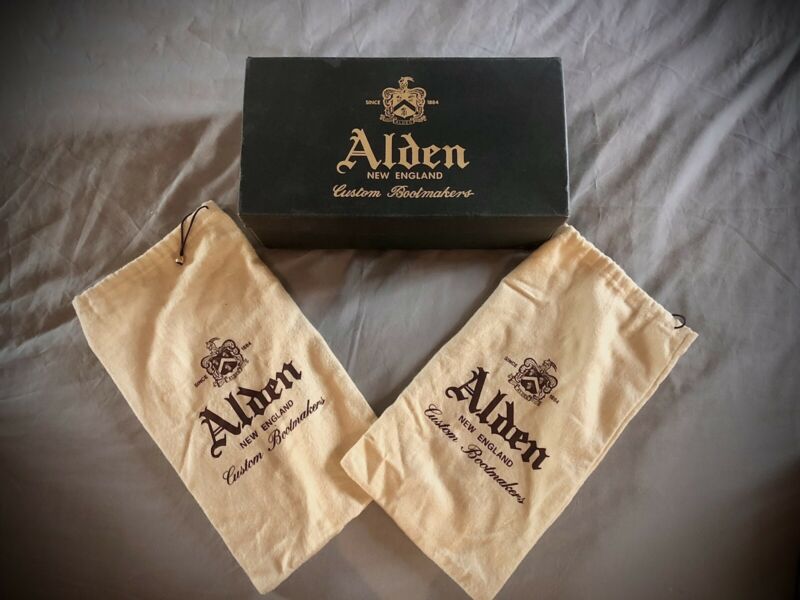 SINCE 1884
Alden
NEW ENGLAND
Custom Bootmakers
SINCE 1884
Alden
NEW ENGLAND
Custom Bootmakers
SINCE 1884
Alden
NEW ENGLAND
Custom Bootmakers